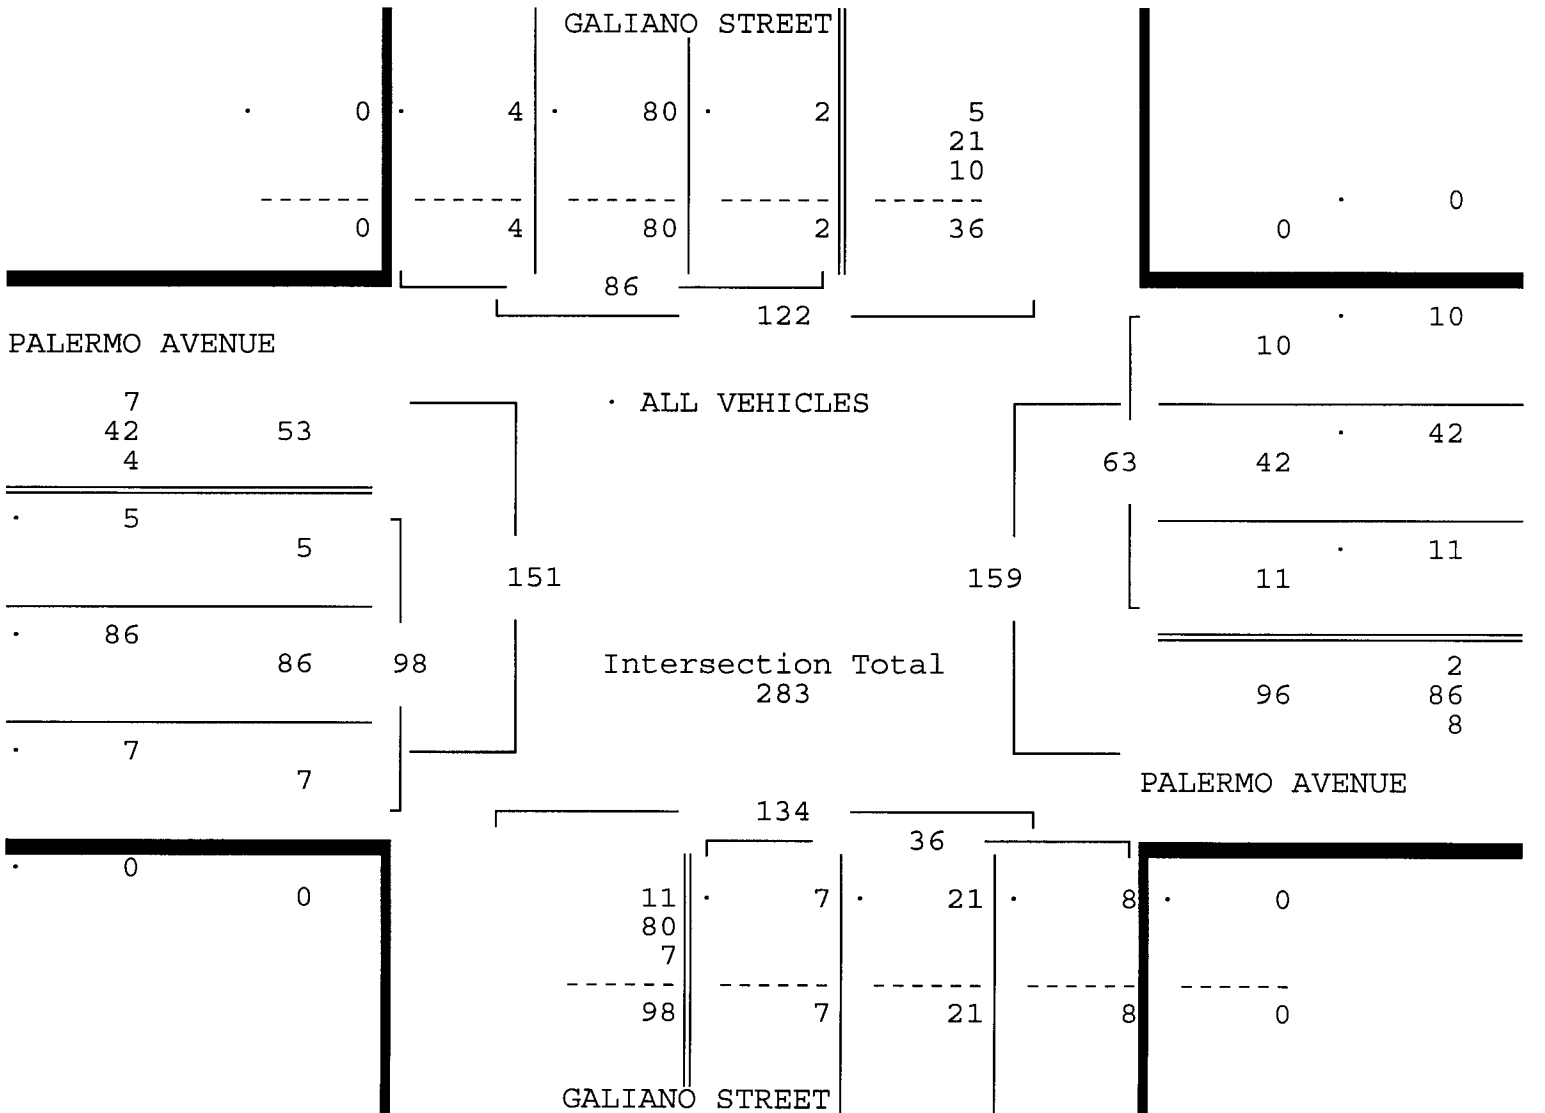 GALIANO STREET
· 0 · 4 · 80 · 2 5
21
10
· 0
------ ------ ------ ------ ------
0 4 80 2 36 0
86
122
· 10
PALERMO AVENUE 10
7 · ALL VEHICLES
42 53 · 42
4 63 42
· 5
5 · 11
151 159 11
· 86
86 98 Intersection Total 2
283 96 86
8
· 7
7 PALERMO AVENUE
134
36
· 0
0 11 · 7 · 21 · 8 · 0
80
7
------ ------ ------ ------ ------
98 7 21 8 0
GALIANO STREET